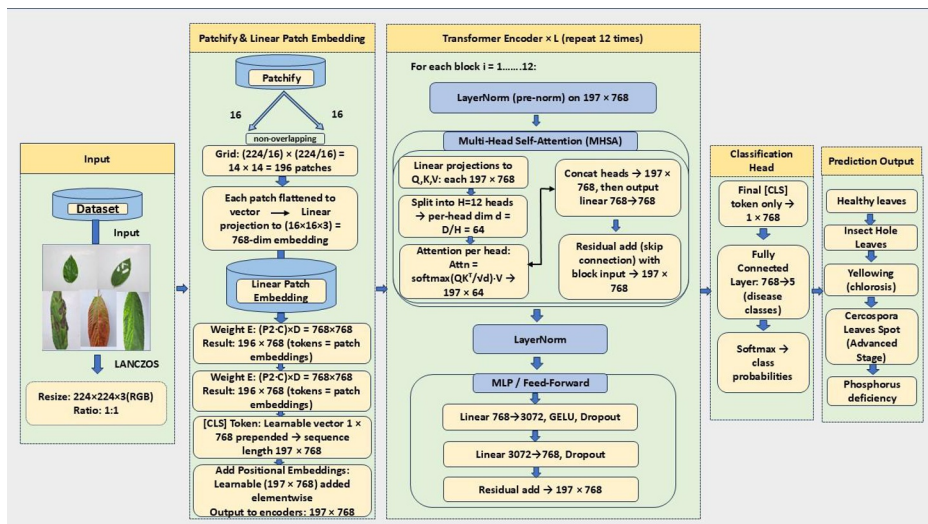 Input
Dataset
Input
LANCZOS
Resize: 224×224×3(RGB)
Ratio: 1:1
Patchify & Linear Patch Embedding
Patchify
16
16
non-overlapping
Grid: (224/16) × (224/16) =
14 × 14 = 196 patches
Each patch flattened to
vector → Linear
projection to (16×16×3) =
768-dim embedding
Linear Patch
Embedding
Weight E: (P2·C)×D = 768×768
Result: 196 × 768 (tokens = patch
embeddings)
Weight E: (P2·C)×D = 768×768
Result: 196 × 768 (tokens = patch
embeddings)
[CLS] Token: Learnable vector 1 ×
768 prepended → sequence
length 197 × 768
Add Positional Embeddings:
Learnable (197 × 768) added
elementwise
Output to encoders: 197 × 768
Transformer Encoder × L (repeat 12 times)
For each block i = 1.......12:
LayerNorm (pre-norm) on 197 × 768
Multi-Head Self-Attention (MHSA)
Linear projections to
Q,K,V: each 197 × 768
Split into H=12 heads
→ per-head dim d =
D/H = 64
Attention per head:
Attn =
softmax(QKᵀ/√d)·V →
197 × 64
Concat heads → 197 ×
768, then output
linear 768→768
Residual add (skip
connection) with
block input → 197 ×
768
LayerNorm
MLP / Feed-Forward
Linear 768→3072, GELU, Dropout
Linear 3072→768, Dropout
Residual add → 197 × 768
Classification
Head
Final [CLS]
token only →
1 × 768
Fully
Connected
Layer: 768→5
(disease
classes)
Softmax →
class
probabilities
Prediction Output
Healthy leaves
Insect Hole
Leaves
Yellowing
(chlorosis)
Cercospora
Leaves Spot
(Advanced
Stage)
Phosphorus
deficiency